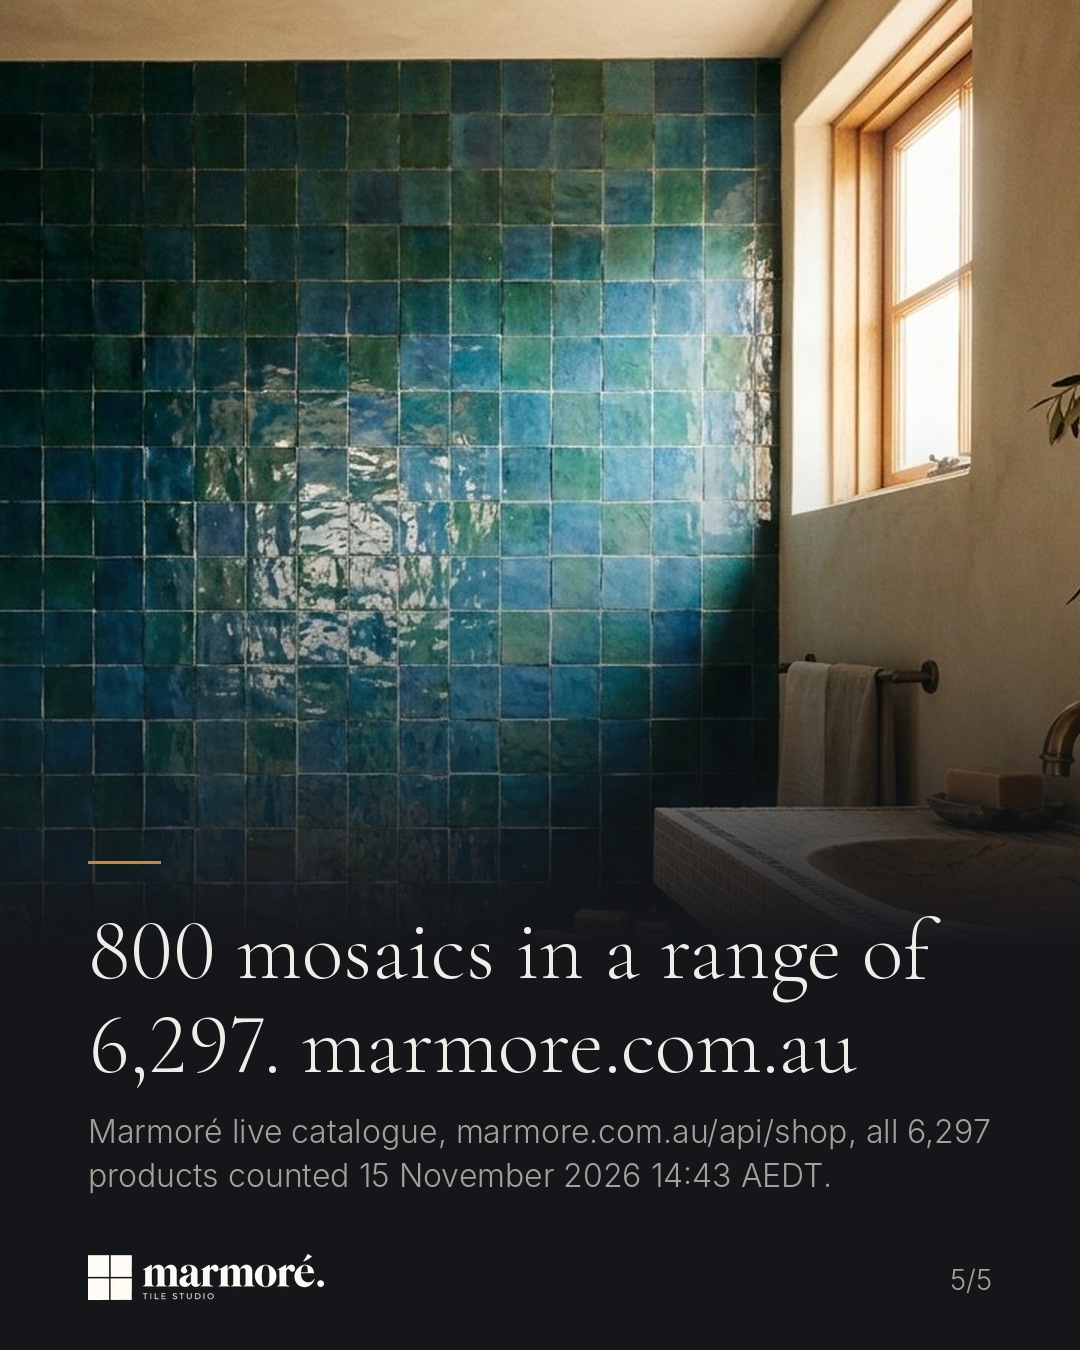 800 mosaics in a range of
6,297. marmore.com.au
Marmoré live catalogue, marmore.com.au/api/shop, all 6,297
products counted 15 November 2026 14:43 AEDT.
marmoré.
TILE STUDIO
5/5